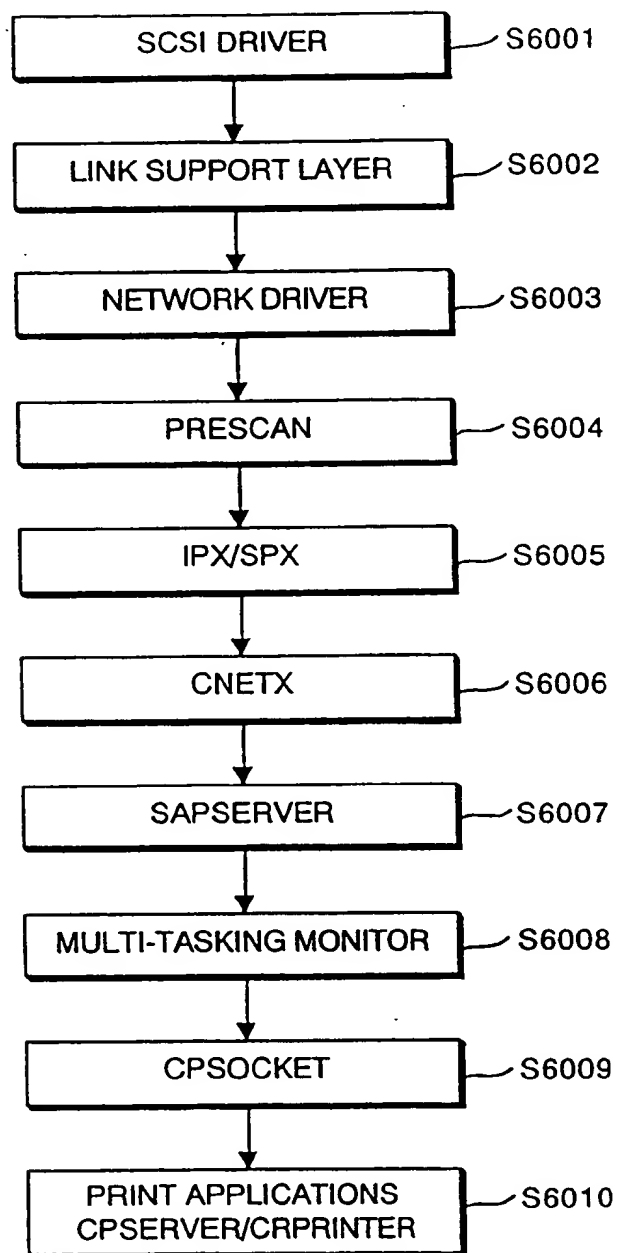 SCSI DRIVER
S6001
LINK SUPPORT LAYER
S6002
NETWORK DRIVER
S6003
PRESCAN
S6004
IPX/SPX
S6005
CNETX
S6006
SAPSERVER
S6007
MULTI-TASKING MONITOR
S6008
CPSOCKET
S6009
PRINT APPLICATIONS
CPSERVER/CRPRINTER
S6010